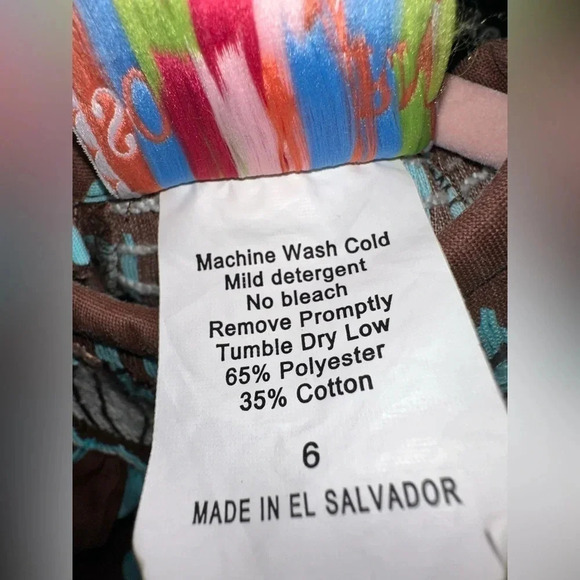 Machine Wash Cold
Mild detergent
No bleach
Remove Promptly
Tumble Dry Low
65% Polyester
35% Cotton
6
MADE IN EL SALVADOR